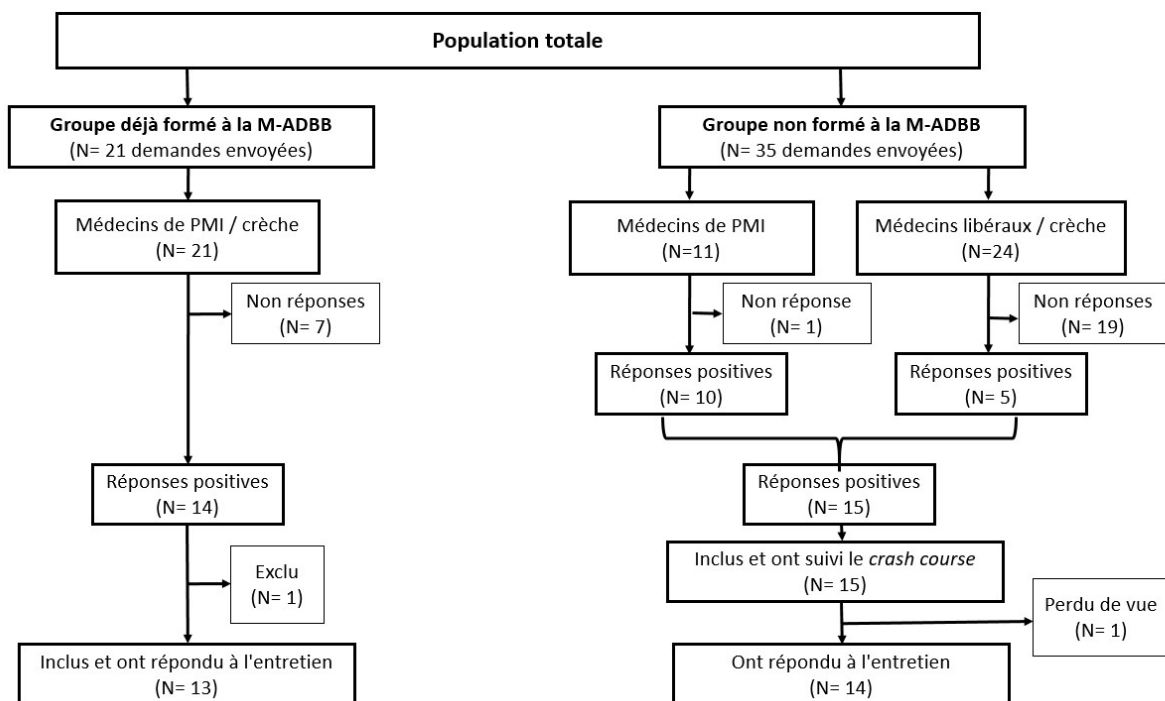 Population totale
Groupe déjà formé à la M-ADBB
(N= 21 demandes envoyées)
Médecins de PMI / crèche
(N= 21)
Non réponses
(N= 7)
Réponses positives
(N= 14)
Exclu
(N= 1)
Inclus et ont répondu à l'entretien
(N= 13)
Groupe non formé à la M-ADBB
(N= 35 demandes envoyées)
Médecins de PMI
(N=11)
Non réponse
(N= 1)
Réponses positives
(N= 10)
Médecins libéraux / crèche
(N=24)
Non réponses
(N= 19)
Réponses positives
(N= 5)
Réponses positives
(N= 15)
Inclus et ont suivi le crash course
(N= 15)
Perdu de vue
(N= 1)
Ont répondu à l'entretien
(N= 14)